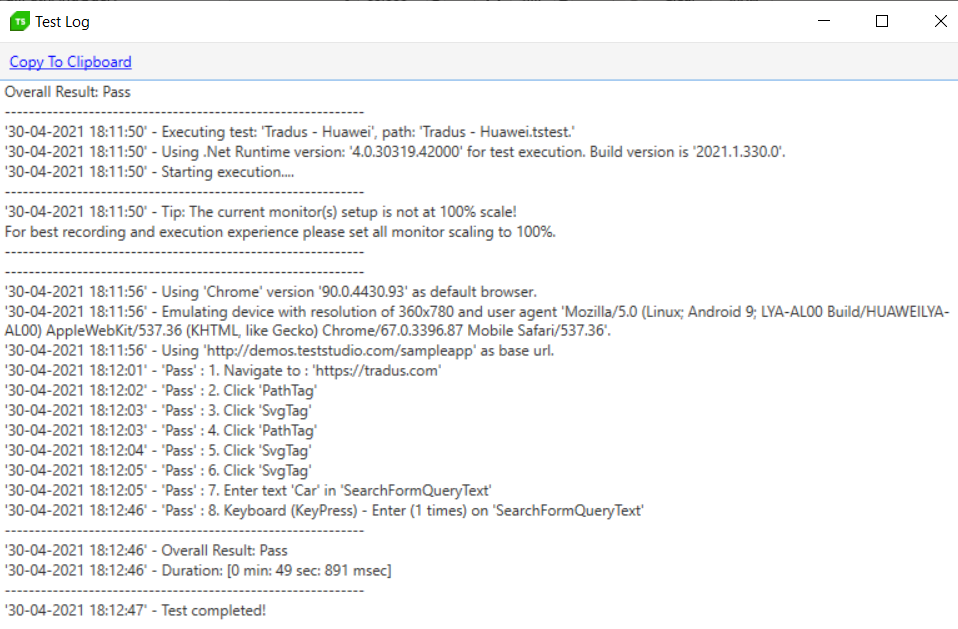 TS Test Log
Copy To Clipboard
Overall Result: Pass
------------------------------------------------------------
'30-04-2021 18:11:50' - Executing test: 'Tradus - Huawei', path: 'Tradus - Huawei.tstest.'
'30-04-2021 18:11:50' - Using .Net Runtime version: '4.0.30319.42000' for test execution. Build version is '2021.1.330.0'.
'30-04-2021 18:11:50' - Starting execution....
------------------------------------------------------------
'30-04-2021 18:11:50' - Tip: The current monitor(s) setup is not at 100% scale!
For best recording and execution experience please set all monitor scaling to 100%.
------------------------------------------------------------
------------------------------------------------------------
'30-04-2021 18:11:56' - Using 'Chrome' version '90.0.4430.93' as default browser.
'30-04-2021 18:11:56' - Emulating device with resolution of 360x780 and user agent 'Mozilla/5.0 (Linux; Android 9; LYA-AL00 Build/HUAWEILYA-
AL00) AppleWebKit/537.36 (KHTML, like Gecko) Chrome/67.0.3396.87 Mobile Safari/537.36'.
'30-04-2021 18:11:56' - Using 'http://demos.teststudio.com/sampleapp' as base url.
'30-04-2021 18:12:01' - 'Pass' : 1. Navigate to : 'https://tradus.com'
'30-04-2021 18:12:02' - 'Pass' : 2. Click 'PathTag'
'30-04-2021 18:12:03' - 'Pass' : 3. Click 'SvgTag'
'30-04-2021 18:12:03' - 'Pass' : 4. Click 'PathTag'
'30-04-2021 18:12:04' - 'Pass' : 5. Click 'SvgTag'
'30-04-2021 18:12:05' - 'Pass' : 6. Click 'SvgTag'
'30-04-2021 18:12:05' - 'Pass' : 7. Enter text 'Car' in 'SearchFormQueryText'
'30-04-2021 18:12:46' - 'Pass' : 8. Keyboard (KeyPress) - Enter (1 times) on 'SearchFormQueryText'
------------------------------------------------------------
'30-04-2021 18:12:46' - Overall Result: Pass
'30-04-2021 18:12:46' - Duration: [0 min: 49 sec: 891 msec]
------------------------------------------------------------
'30-04-2021 18:12:47' - Test completed!